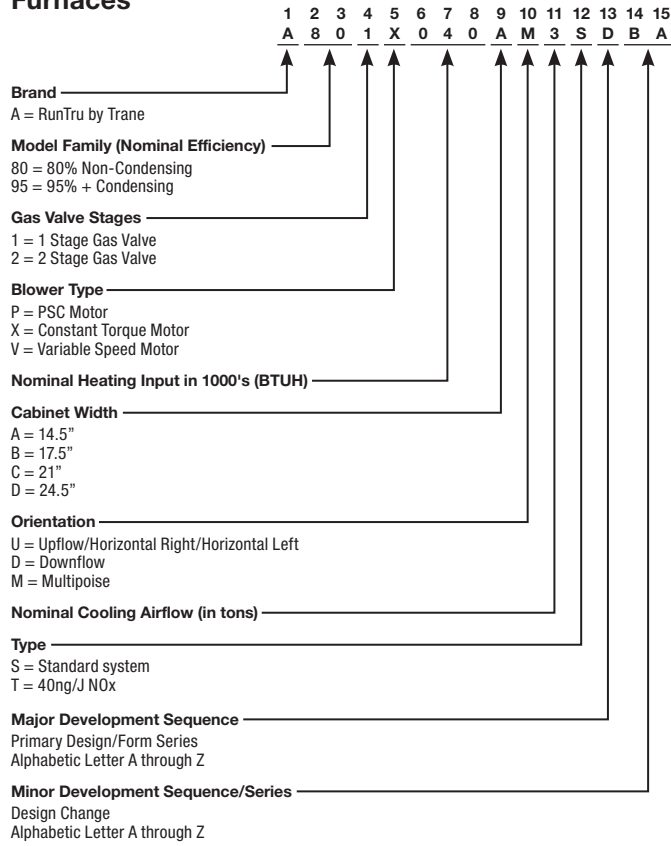 Furnaces
1 2 3 4 5 6 7 8 9 10 11 12 13 14 15
A 8 0 1 X 0 4 0 A M 3 S D B A
Brand
A = RunTru by Trane
Model Family (Nominal Efficiency)
80 = 80% Non-Condensing
95 = 95% + Condensing
Gas Valve Stages
1 = 1 Stage Gas Valve
2 = 2 Stage Gas Valve
Blower Type
P = PSC Motor
X = Constant Torque Motor
V = Variable Speed Motor
Nominal Heating Input in 1000's (BTUH)
Cabinet Width
A = 14.5”
B = 17.5”
C = 21”
D = 24.5”
Orientation
U = Upflow/Horizontal Right/Horizontal Left
D = Downflow
M = Multipoise
Nominal Cooling Airflow (in tons)
Type
S = Standard system
T = 40ng/J NOx
Major Development Sequence
Primary Design/Form Series
Alphabetic Letter A through Z
Minor Development Sequence/Series
Design Change
Alphabetic Letter A through Z